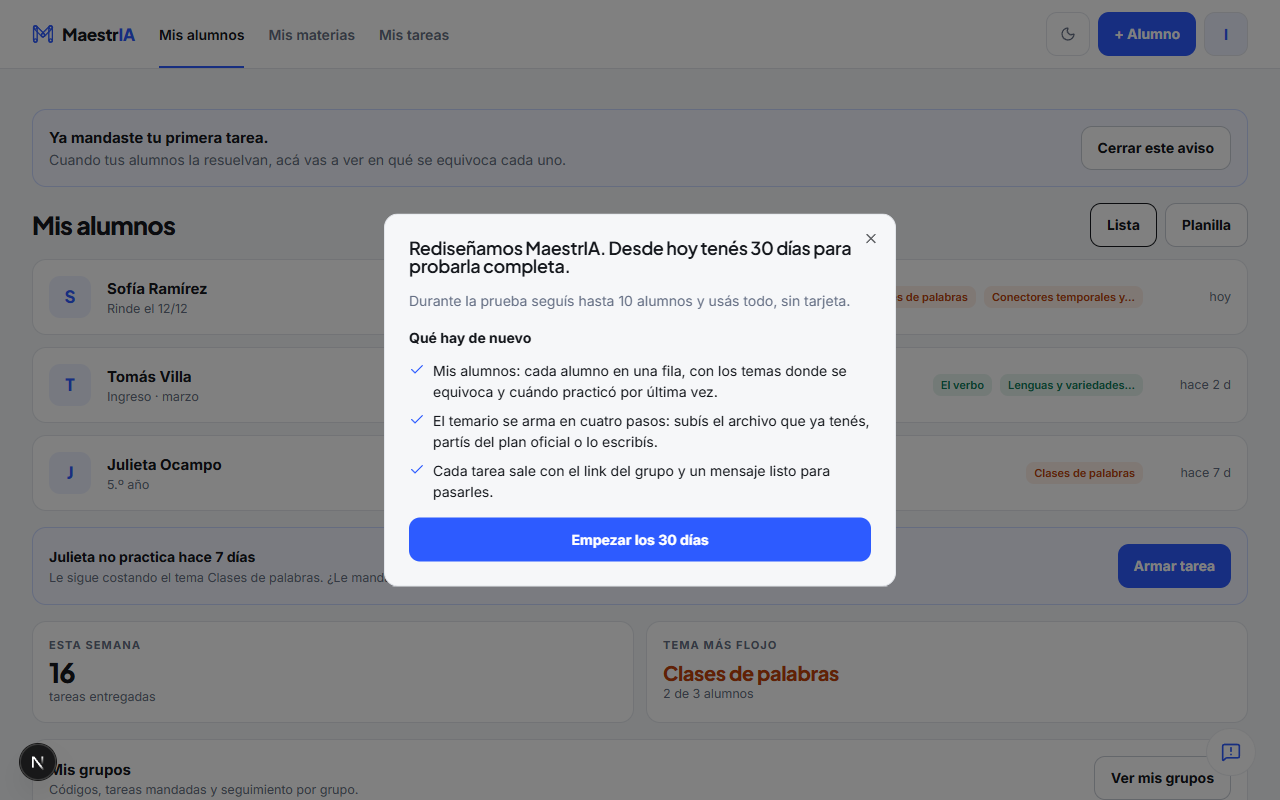 MaestrIA
Mis alumnos
Mis materias
Mis tareas
+ Alumno
I
Ya mandaste tu primera tarea.
Cuando tus alumnos la resuelvan, acá vas a ver en qué se equivoca cada uno.
Cerrar este aviso
Mis alumnos
Lista
Planilla
S
Sofía Ramírez
Rinde el 12/12
de palabras
Conectores temporales y...
hoy
T
Tomás Villa
Ingreso · marzo
El verbo
Lenguas y variedades...
hace 2 d
J
Julieta Ocampo
5.º año
Clases de palabras
hace 7 d
Rediseñamos MaestrIA. Desde hoy tenés 30 días para
probarla completa.
Durante la prueba seguís hasta 10 alumnos y usás todo, sin tarjeta.
Qué hay de nuevo
Mis alumnos: cada alumno en una fila, con los temas donde se
equivoca y cuándo practicó por última vez.
El temario se arma en cuatro pasos: subís el archivo que ya tenés,
partís del plan oficial o lo escribís.
Cada tarea sale con el link del grupo y un mensaje listo para
pasarles.
Empezar los 30 días
Julieta no practica hace 7 días
Le sigue costando el tema Clases de palabras. ¿Le mand
Armar tarea
ESTA SEMANA
16
tareas entregadas
TEMA MÁS FLOJO
Clases de palabras
2 de 3 alumnos
N
Mis grupos
Códigos, tareas mandadas y seguimiento por grupo.
Ver mis grupos